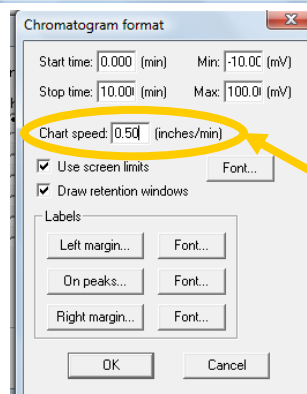 Chromatogram format
Start time: 0.000 (min) Min: -10.00 (mV)
Stop time: 10.00 (min) Max: 100.0 (mV)
Chart speed: 0.50 (inches/min)
Use screen limits Font...
Draw retention windows
Labels
Left margin... Font...
On peaks... Font...
Right margin... Font...
OK Cancel